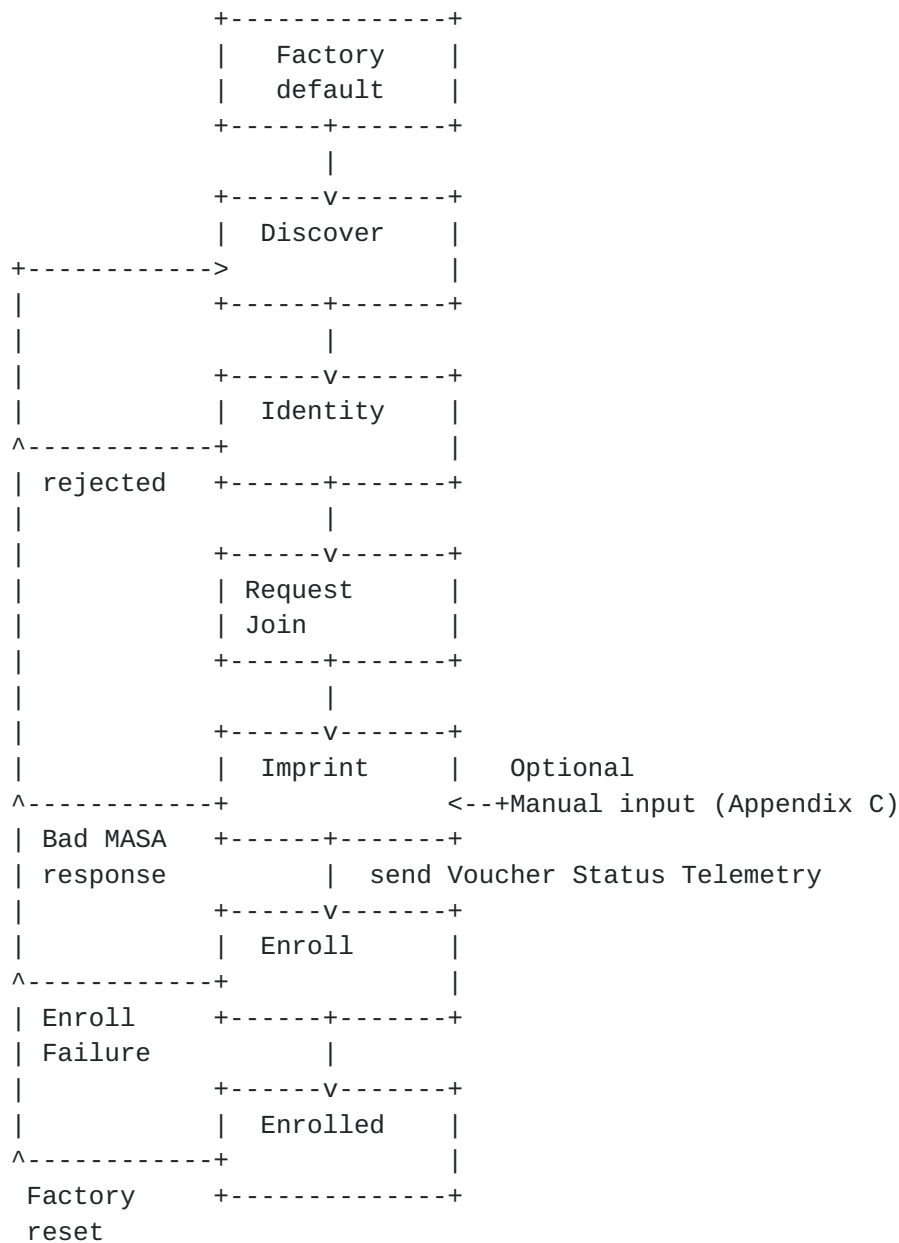 Factory
default
Discover
Identity
rejected
Request
Join
Imprint Optional
Manual input (Appendix C)
Bad MASA
response send Voucher Status Telemetry
Enroll
Enroll
Failure
Enrolled
Factory
reset